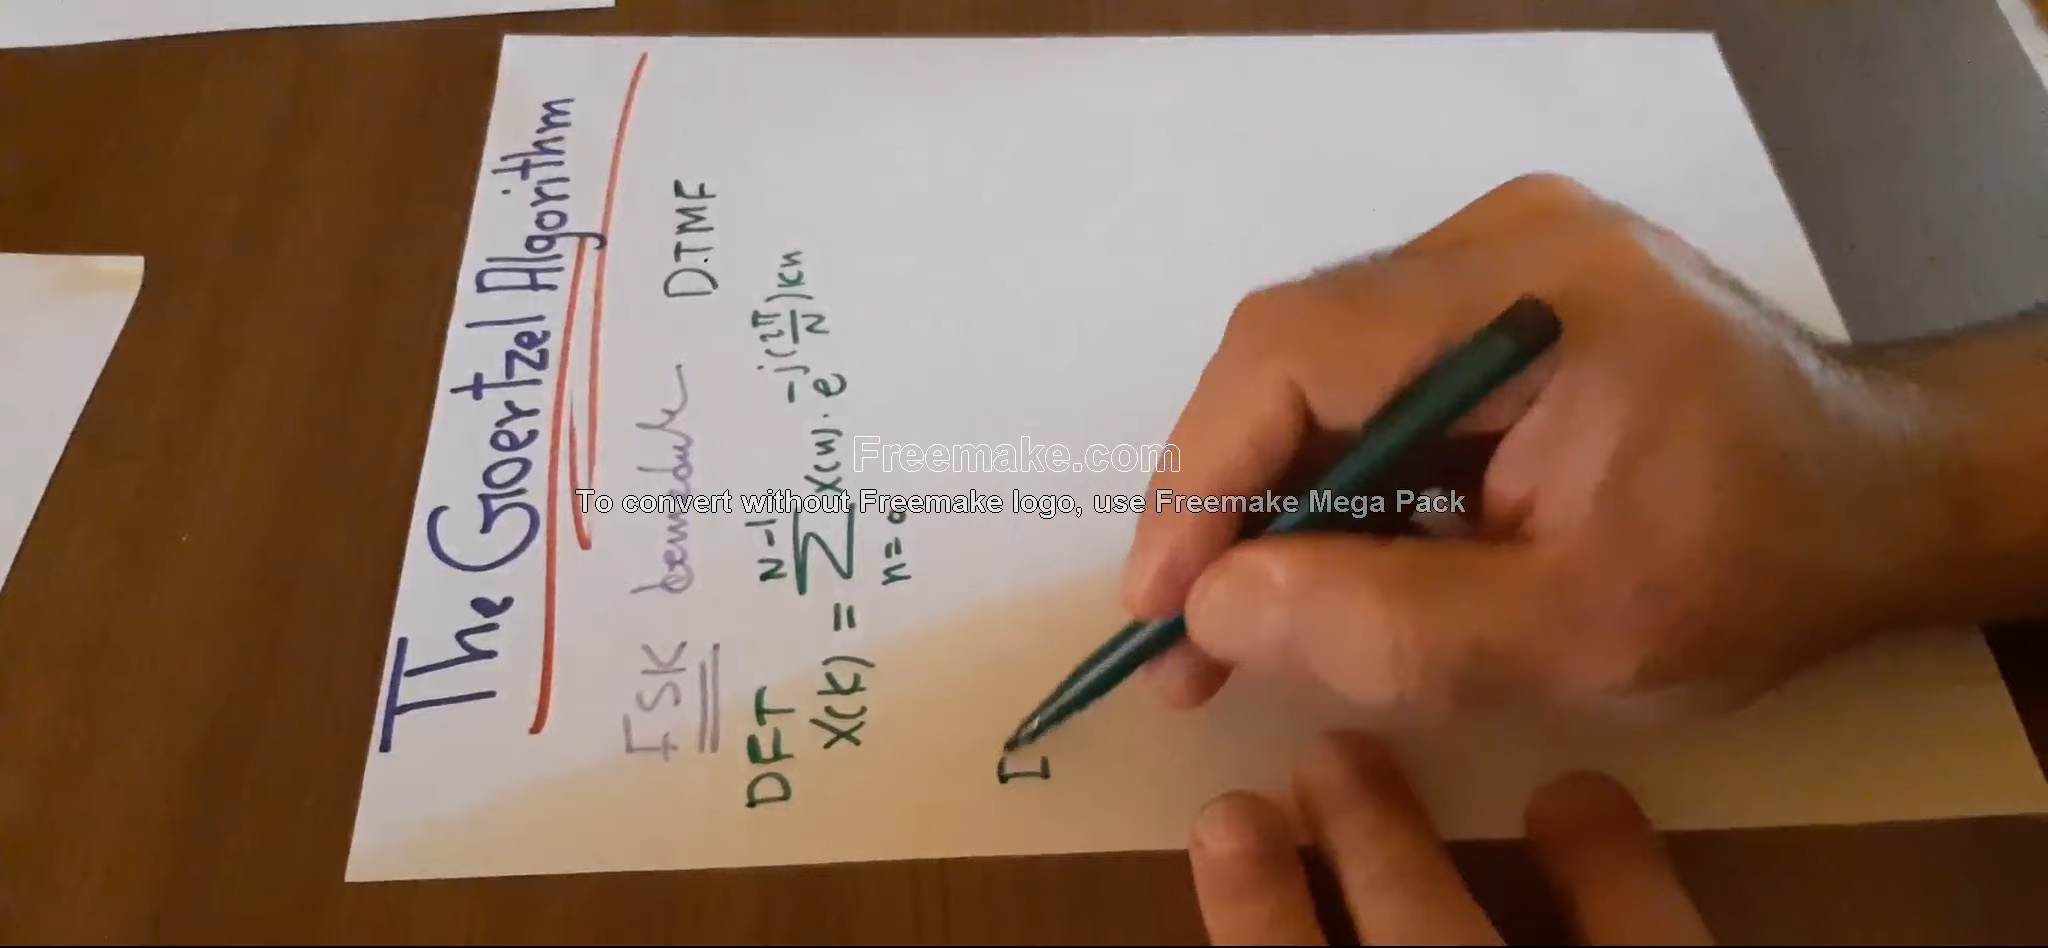 The Goertzel Algorithm
FSK DTMF
DFT
X(k) = N-1 ∑ n=0 x(n) · e^-j(2π/N)kn
Freemake.com
To convert without Freemake logo, use Freemake Mega Pack